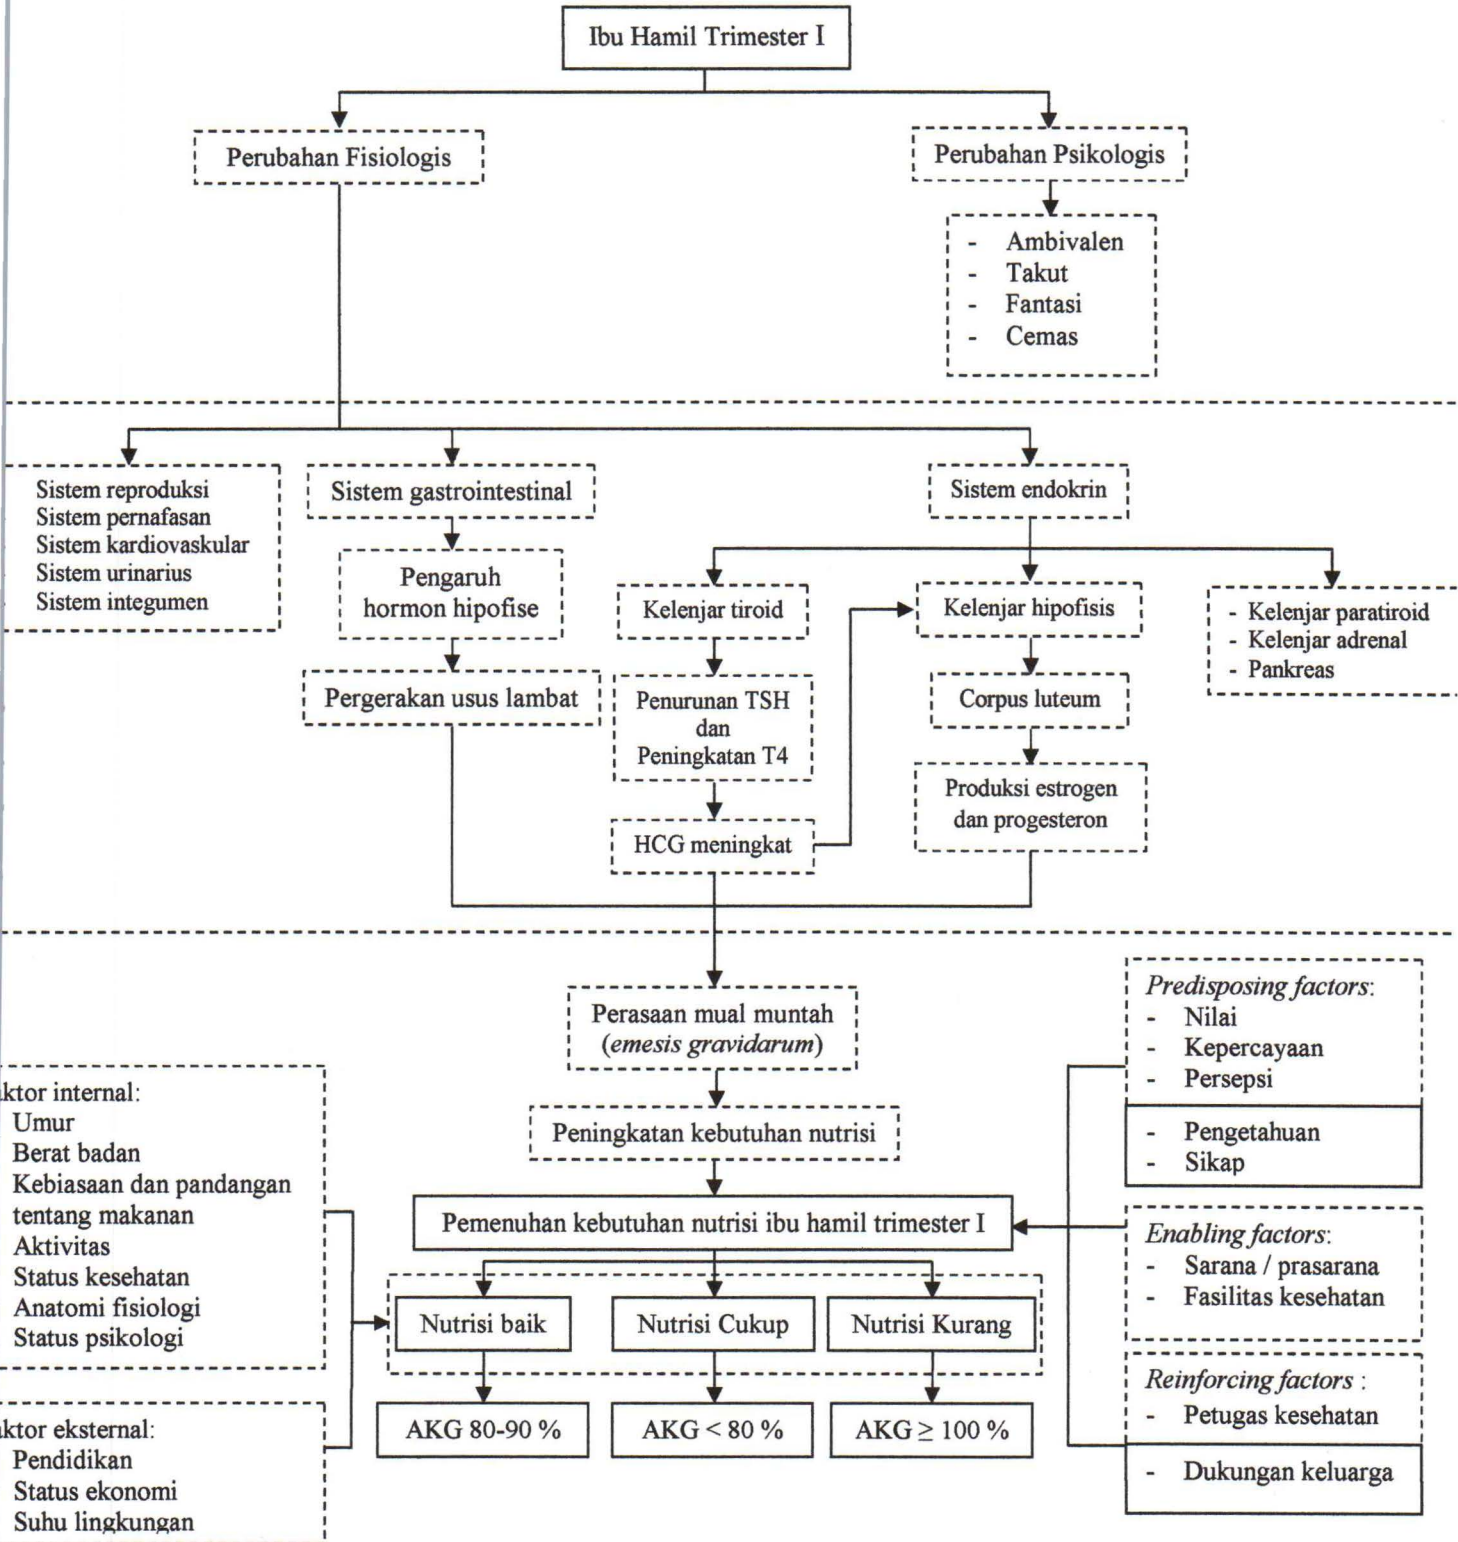 Ibu Hamil Trimester I
Perubahan Fisiologis
Perubahan Psikologis
- Ambivalen
- Takut
- Fantasi
- Cemas
Sistem reproduksi
Sistem pernafasan
Sistem kardiovaskular
Sistem urinarius
Sistem integumen
Sistem gastrointestinal
Pengaruh
hormon hipofise
Pergerakan usus lambat
Sistem endokrin
Kelenjar tiroid
Penurunan TSH
dan
Peningkatan T4
HCG meningkat
Kelenjar hipofisis
Corpus luteum
Produksi estrogen
dan progesteron
- Kelenjar paratiroid
- Kelenjar adrenal
- Pankreas
Perasaan mual muntah
(emesis gravidarum)
Peningkatan kebutuhan nutrisi
Pemenuhan kebutuhan nutrisi ibu hamil trimester I
Nutrisi baik
Nutrisi Cukup
Nutrisi Kurang
AKG 80-90 %
AKG < 80 %
AKG ≥ 100 %
aktor internal:
Umur
Berat badan
Kebiasaan dan pandangan
tentang makanan
Aktivitas
Status kesehatan
Anatomi fisiologi
Status psikologi
aktor eksternal:
Pendidikan
Status ekonomi
Suhu lingkungan
Predisposing factors:
- Nilai
- Kepercayaan
- Persepsi
- Pengetahuan
- Sikap
Enabling factors:
- Sarana / prasarana
- Fasilitas kesehatan
Reinforcing factors :
- Petugas kesehatan
- Dukungan keluarga